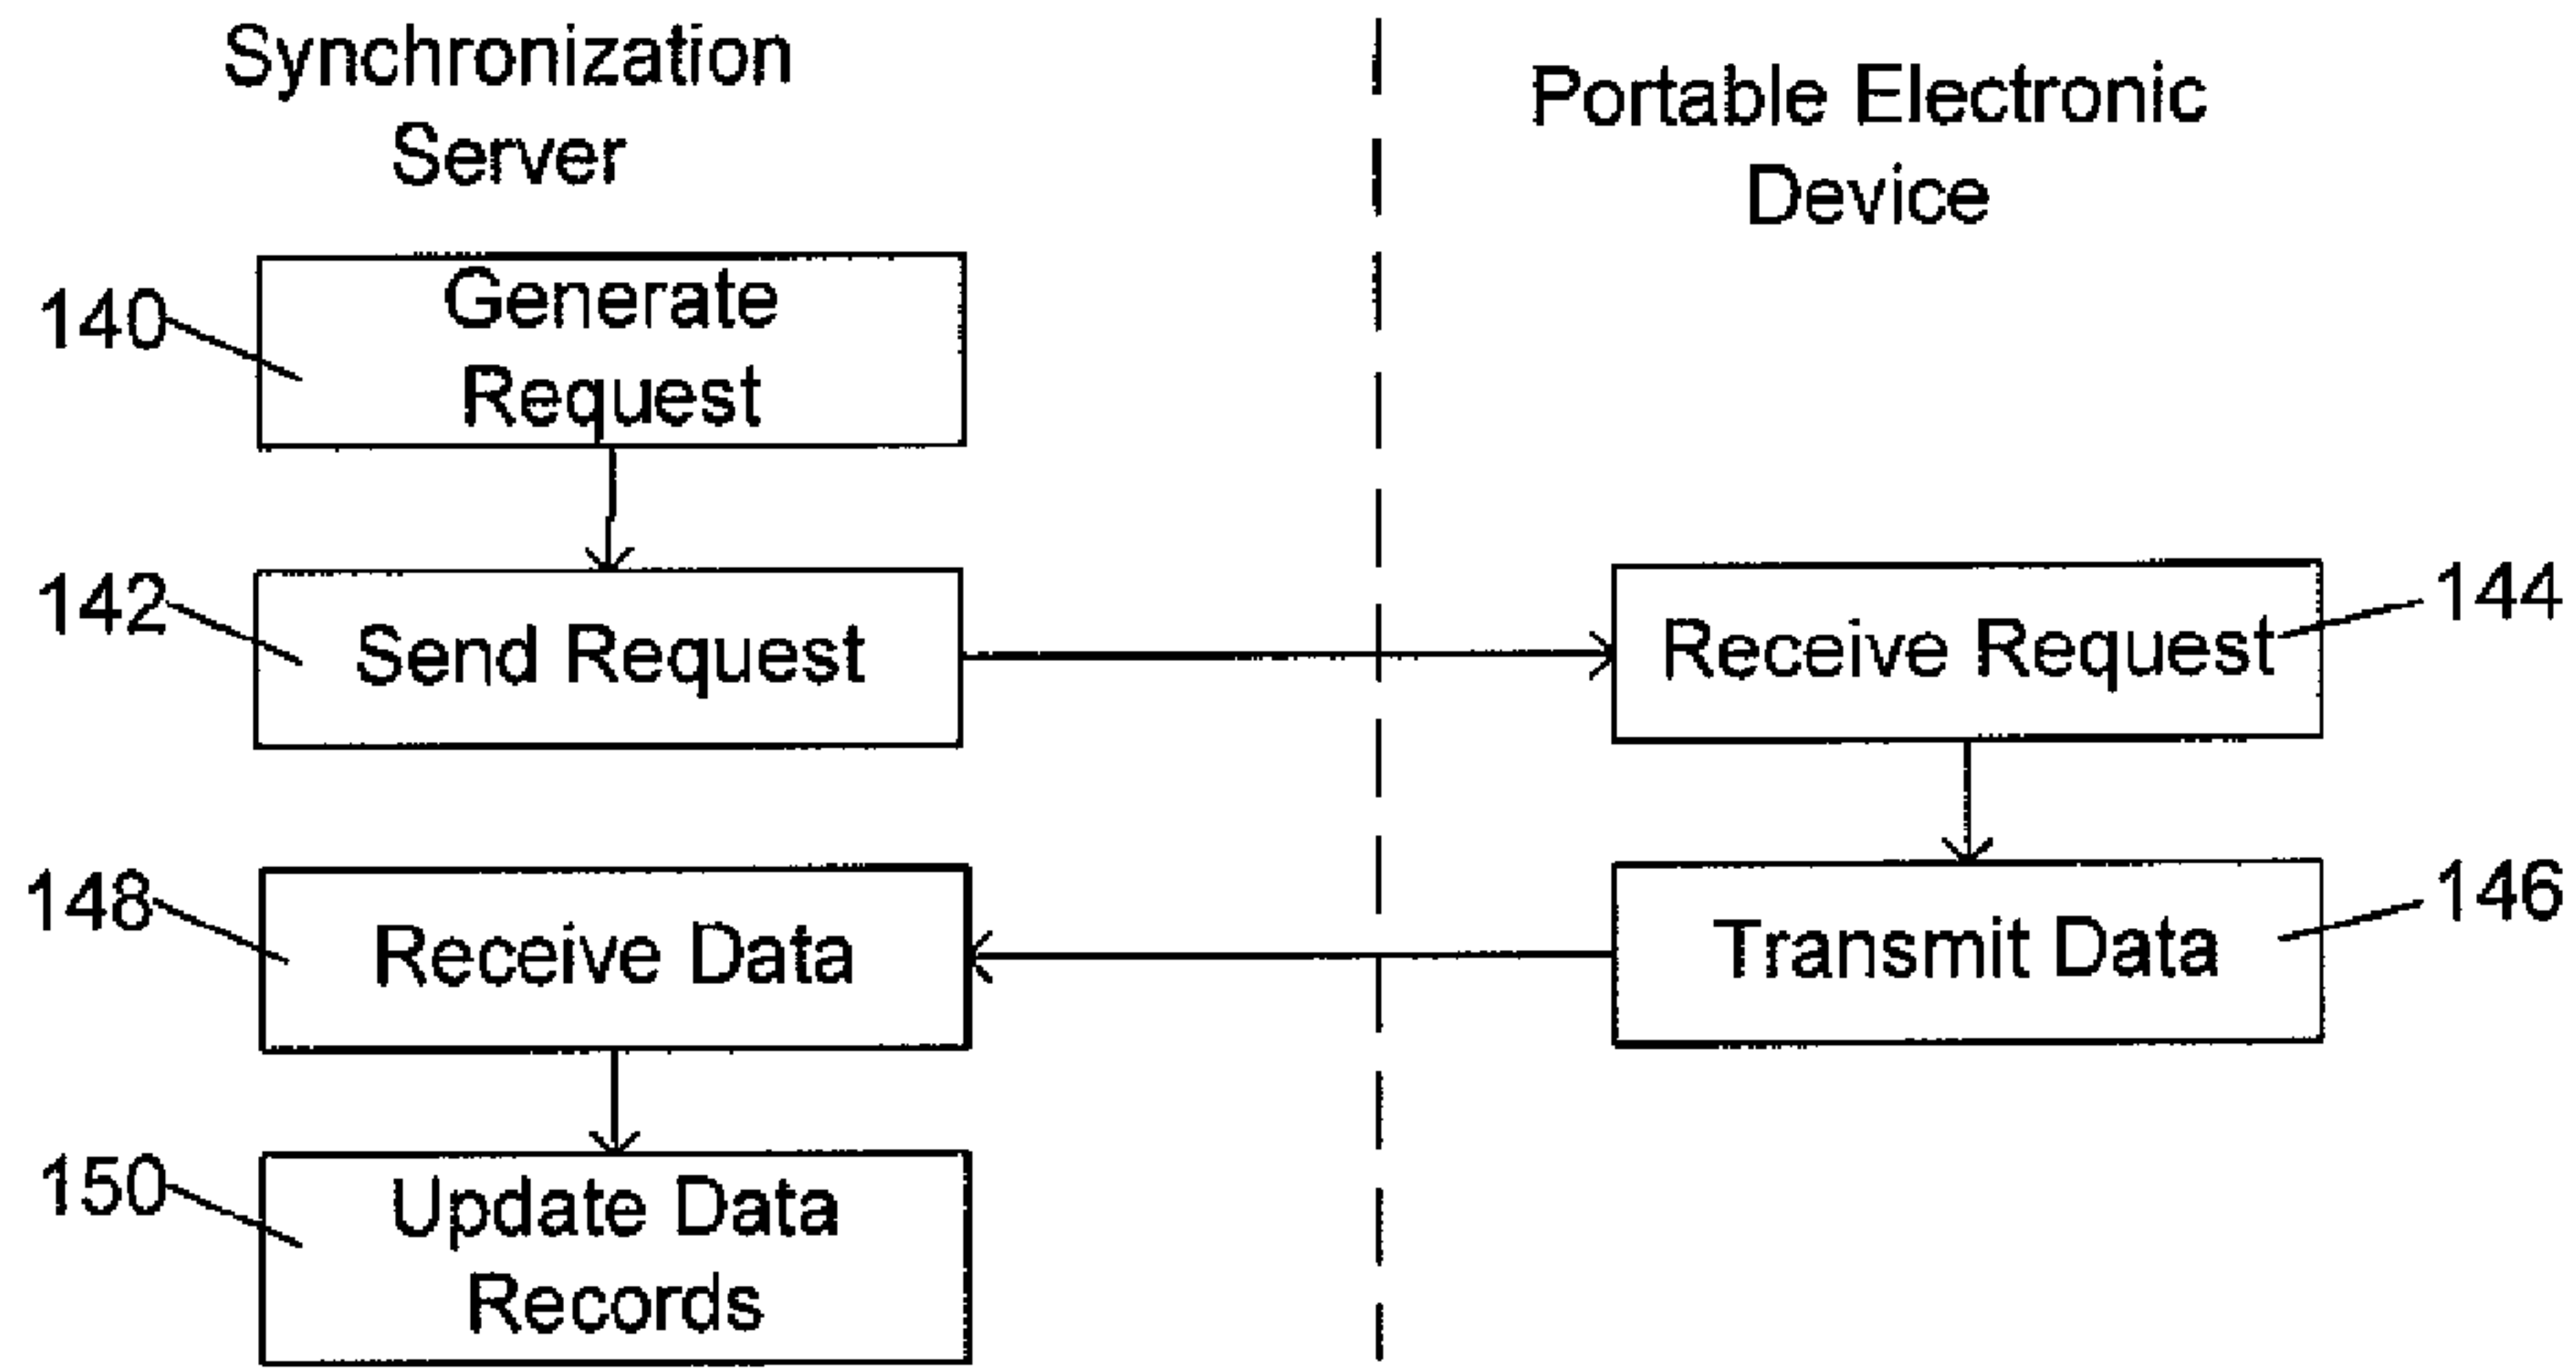 Synchronization
Server
Portable Electronic
Device
140
Generate
Request
142
Send Request
Receive Request
144
148
Receive Data
Transmit Data
146
150
Update Data
Records